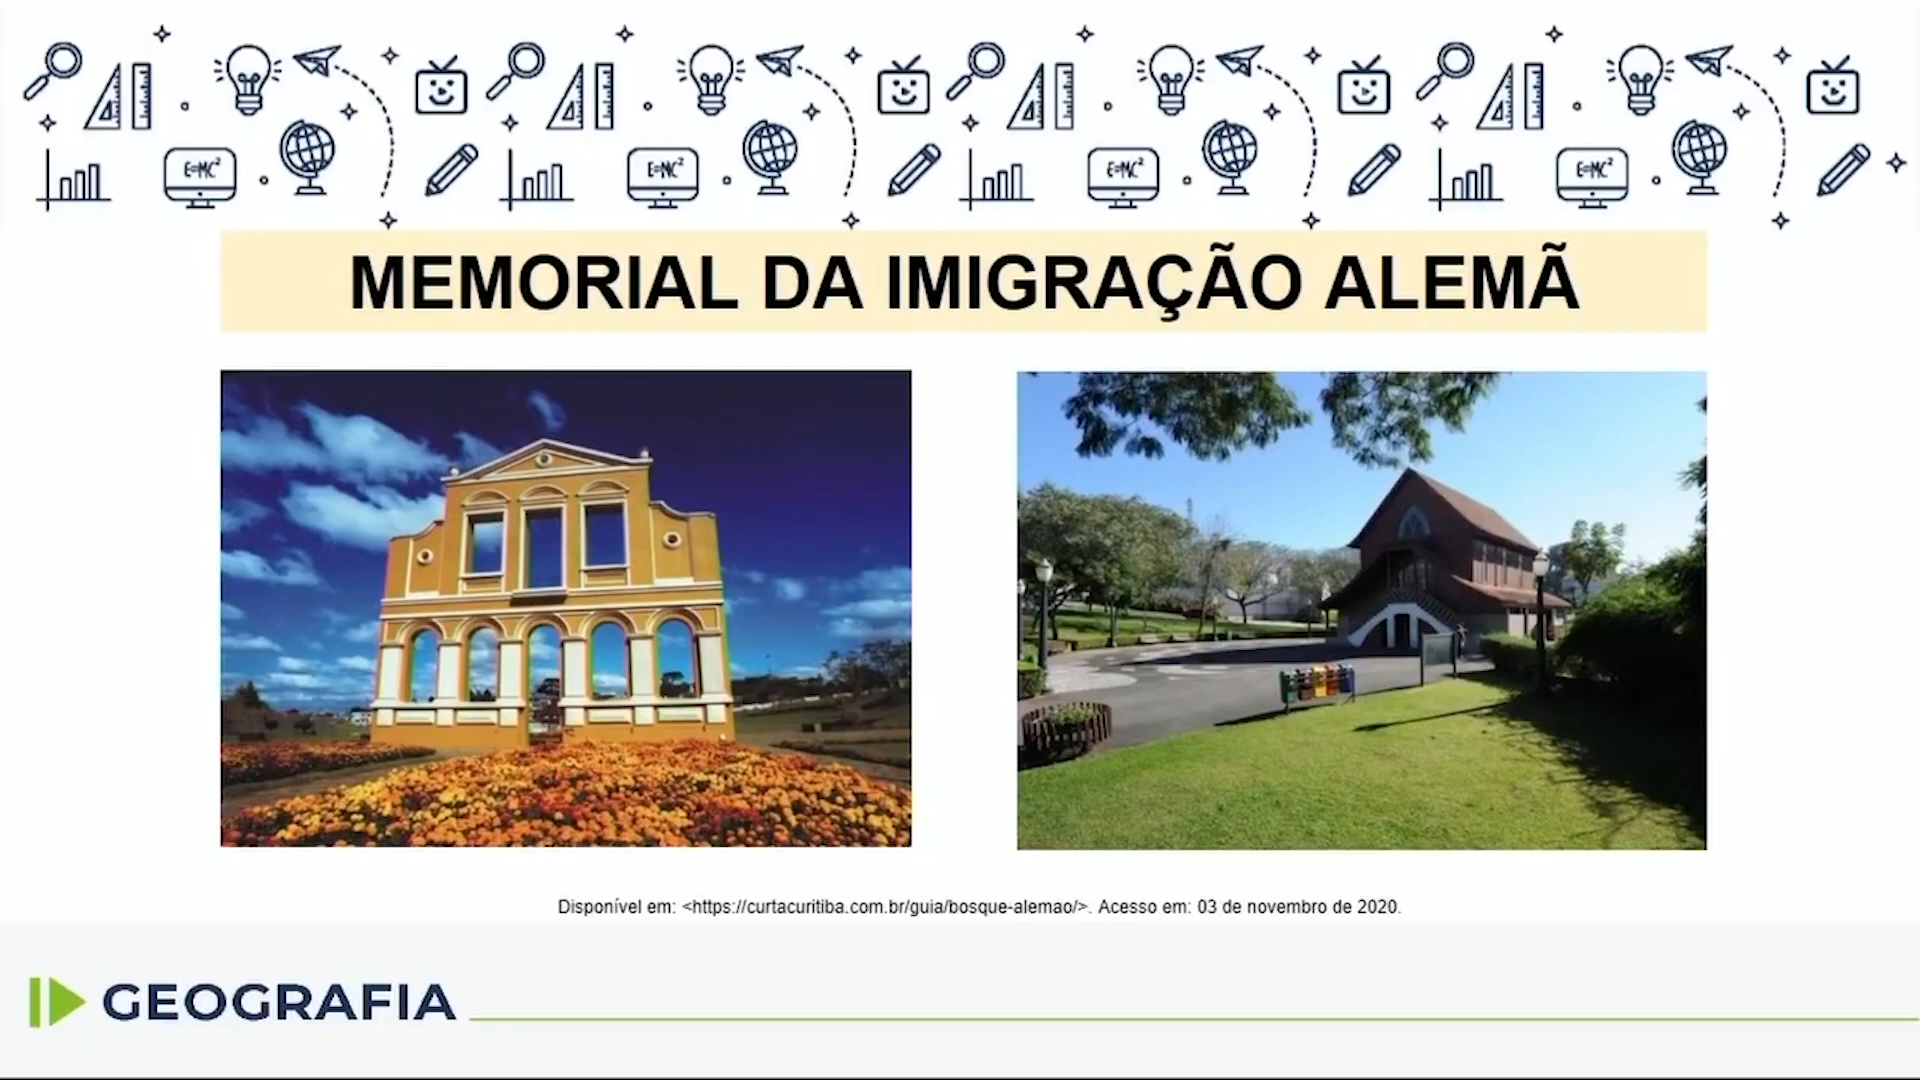 E=MC²
E=MC²
E=MC²
E=MC²
MEMORIAL DA IMIGRAÇÃO ALEMÃ
Disponível em: <https://curtacuritiba.com.br/guia/bosque-alemao/>. Acesso em: 03 de novembro de 2020.
GEOGRAFIA